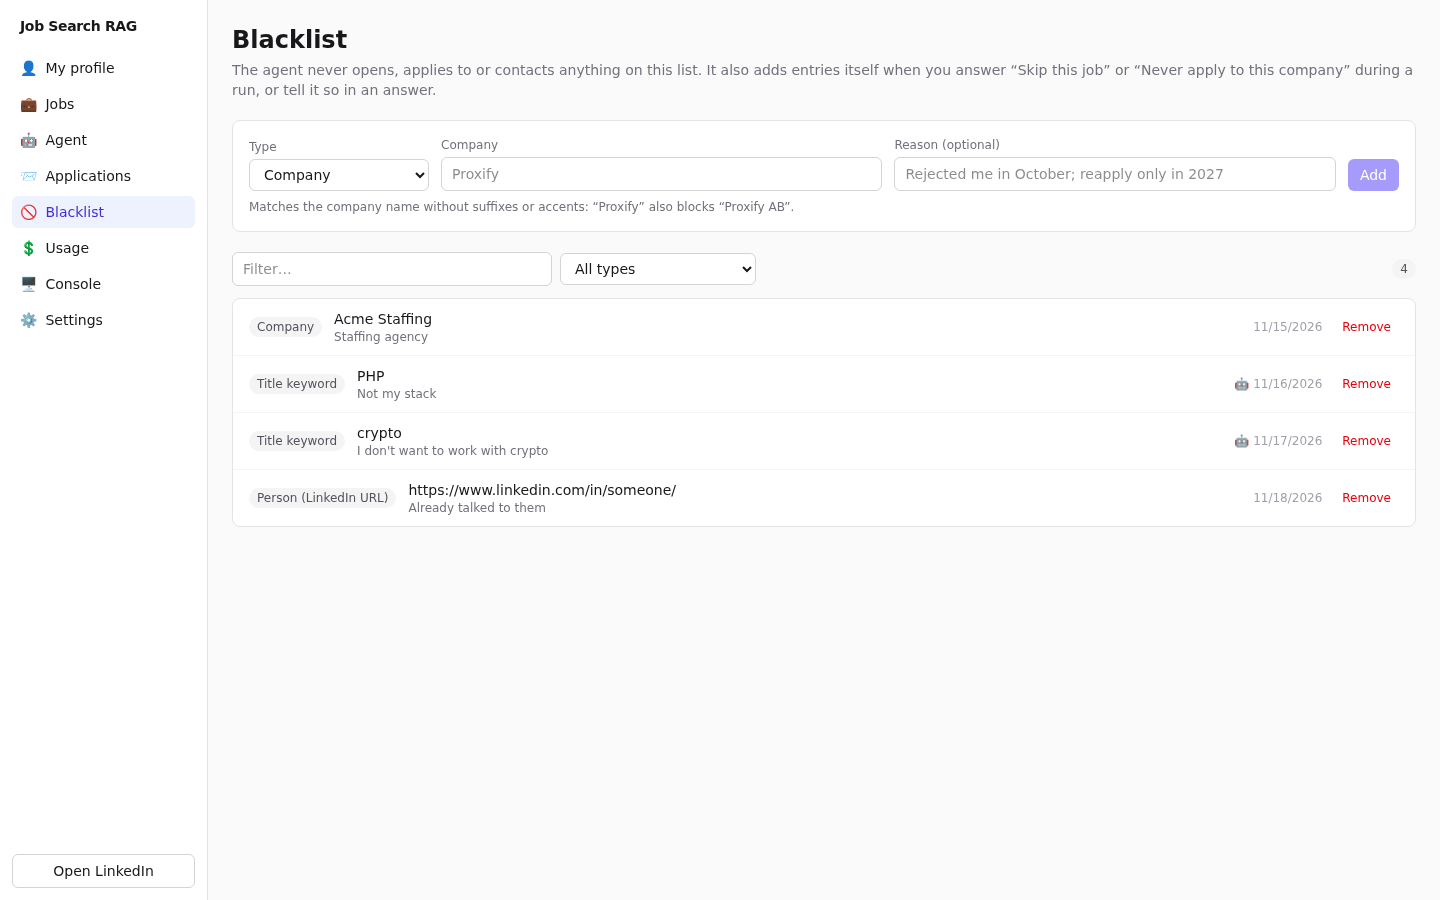 Job Search RAG
My profile
Jobs
Agent
Applications
Blacklist
Usage
Console
Settings
Open LinkedIn
Blacklist
The agent never opens, applies to or contacts anything on this list. It also adds entries itself when you answer “Skip this job” or “Never apply to this company” during a
run, or tell it so in an answer.
Type
Company
Reason (optional)
Company
Proxify
Rejected me in October; reapply only in 2027
Add
Matches the company name without suffixes or accents: “Proxify” also blocks “Proxify AB”.
Filter…
All types
4
Company
Acme Staffing
Staffing agency
11/15/2026
Remove
Title keyword
PHP
Not my stack
11/16/2026
Remove
Title keyword
crypto
I don't want to work with crypto
11/17/2026
Remove
Person (LinkedIn URL)
https://www.linkedin.com/in/someone/
Already talked to them
11/18/2026
Remove